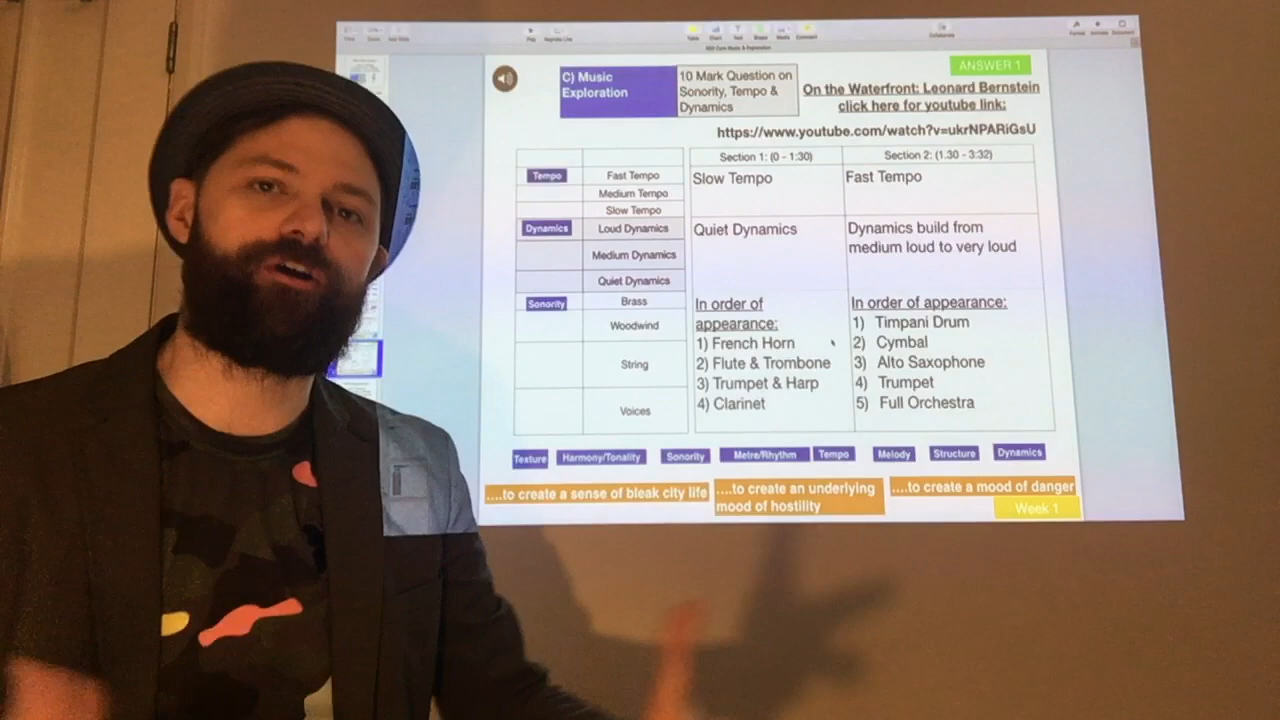 Collaborate
ANSWER 1
C) Music
Exploration
10 Mark Question on
Sonority, Tempo &
Dynamics
On the Waterfront: Leonard Bernstein
click here for youtube link:
https://www.youtube.com/watch?v=ukrNPARiGsU
Section 1: (0 - 1:30)
Section 2: (1.30 - 3:32)
Tempo
Fast Tempo
Medium Tempo
Slow Tempo
Slow Tempo
Fast Tempo
Dynamics
Loud Dynamics
Medium Dynamics
Quiet Dynamics
Quiet Dynamics
Dynamics build from
medium loud to very loud
Sonority
Brass
Woodwind
String
Voices
In order of
appearance:
1) French Horn
2) Flute & Trombone
3) Trumpet & Harp
4) Clarinet
In order of appearance:
1) Timpani Drum
2) Cymbal
3) Alto Saxophone
4) Trumpet
5) Full Orchestra
Texture
Harmony/Tonality
Sonority
Metre/Rhythm
Tempo
Melody
Structure
Dynamics
....to create a sense of bleak city life
....to create an underlying
mood of hostility
....to create a mood of danger
Week 1